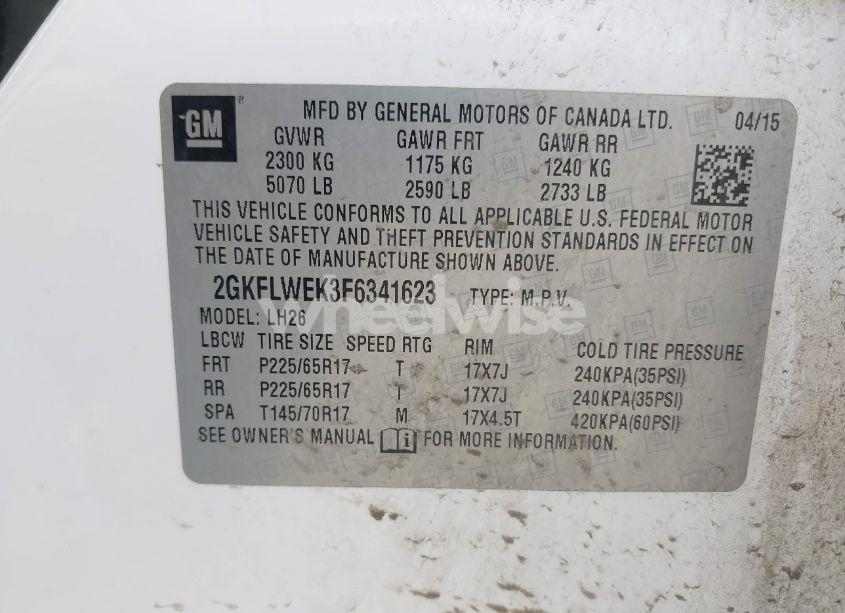 GM ® MFD BY GENERAL MOTORS OF CANADA LTD. 04/15
GVWR GAWR FRT GAWR RR
2300 KG 1175 KG 1240 KG
5070 LB 2590 LB 2733 LB
THIS VEHICLE CONFORMS TO ALL APPLICABLE U.S. FEDERAL MOTOR
VEHICLE SAFETY AND THEFT PREVENTION STANDARDS IN EFFECT ON
THE DATE OF MANUFACTURE SHOWN ABOVE.
2GKFLWEK3F6341623 TYPE: M.P.V.
wheelwise
MODEL: LH26
LBCW TIRE SIZE SPEED RTG RIM COLD TIRE PRESSURE
FRT P225/65R17 T 17X7J 240KPA(35PSI)
RR P225/65R17 T 17X7J 240KPA(35PSI)
SPA T145/70R17 M 17X4.5T 420KPA(60PSI)
SEE OWNER'S MANUAL FOR MORE INFORMATION.